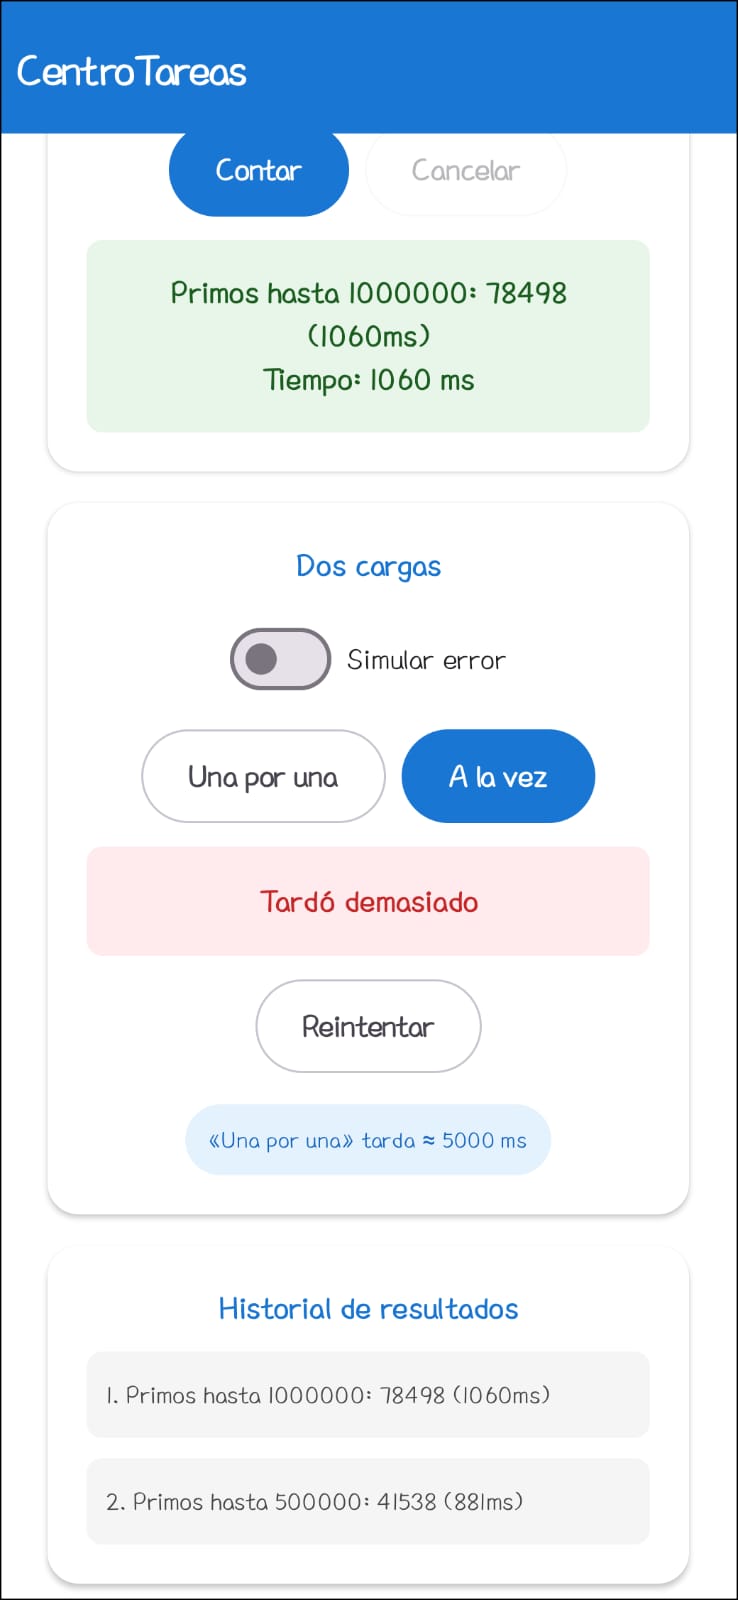 CentroTareas
Contar
Cancelar
Primos hasta 1000000: 78498
(1060ms)
Tiempo: 1060 ms
Dos cargas
Simular error
Una por una
A la vez
Tardó demasiado
Reintentar
«Una por una» tarda ≈ 5000 ms
Historial de resultados
1. Primos hasta 1000000: 78498 (1060ms)
2. Primos hasta 500000: 41538 (881ms)